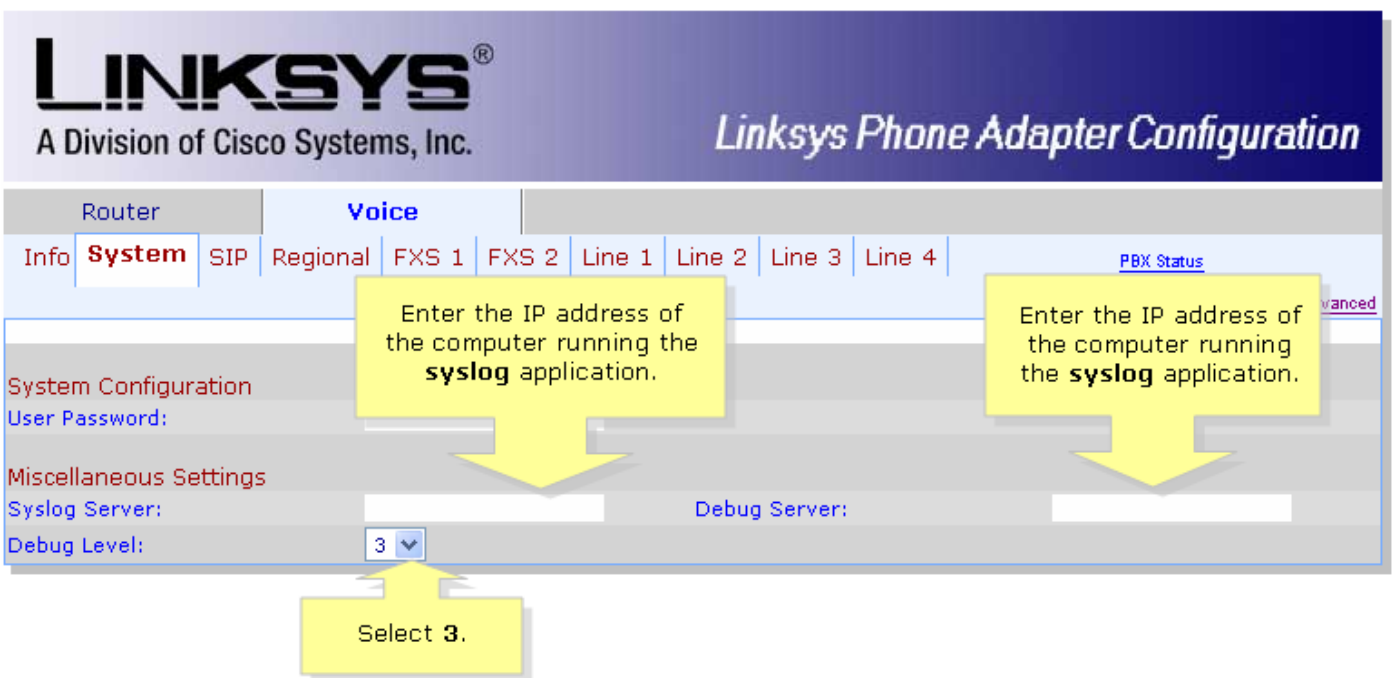 LINKSYS®
A Division of Cisco Systems, Inc.
Linksys Phone Adapter Configuration
Router Voice
Info System SIP Regional FXS 1 FXS 2 Line 1 Line 2 Line 3 Line 4 PBX Status
Enter the IP address of
the computer running the
syslog application.
Enter the IP address of
the computer running
the syslog application.
System Configuration
User Password:
Miscellaneous Settings
Syslog Server: Debug Server:
Debug Level: 3
Select 3.